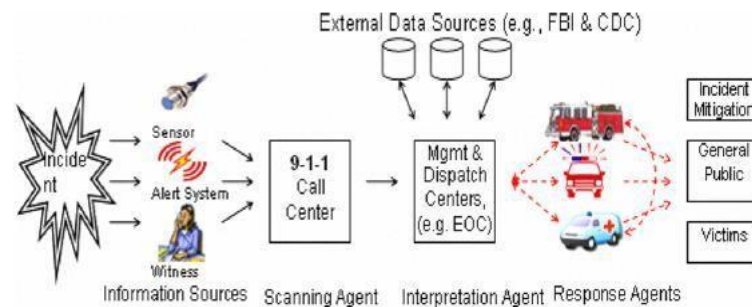 External Data Sources (e.g., FBI & CDC)
Incide
nt
Sensor
Alert System
Witness
9-1-1
Call
Center
Mgmt &
Dispatch
Centers,
(e.g. EOC)
Incident
Mitigation
General
Public
Victims
Information Sources
Scanning Agent
Interpretation Agent
Response Agents